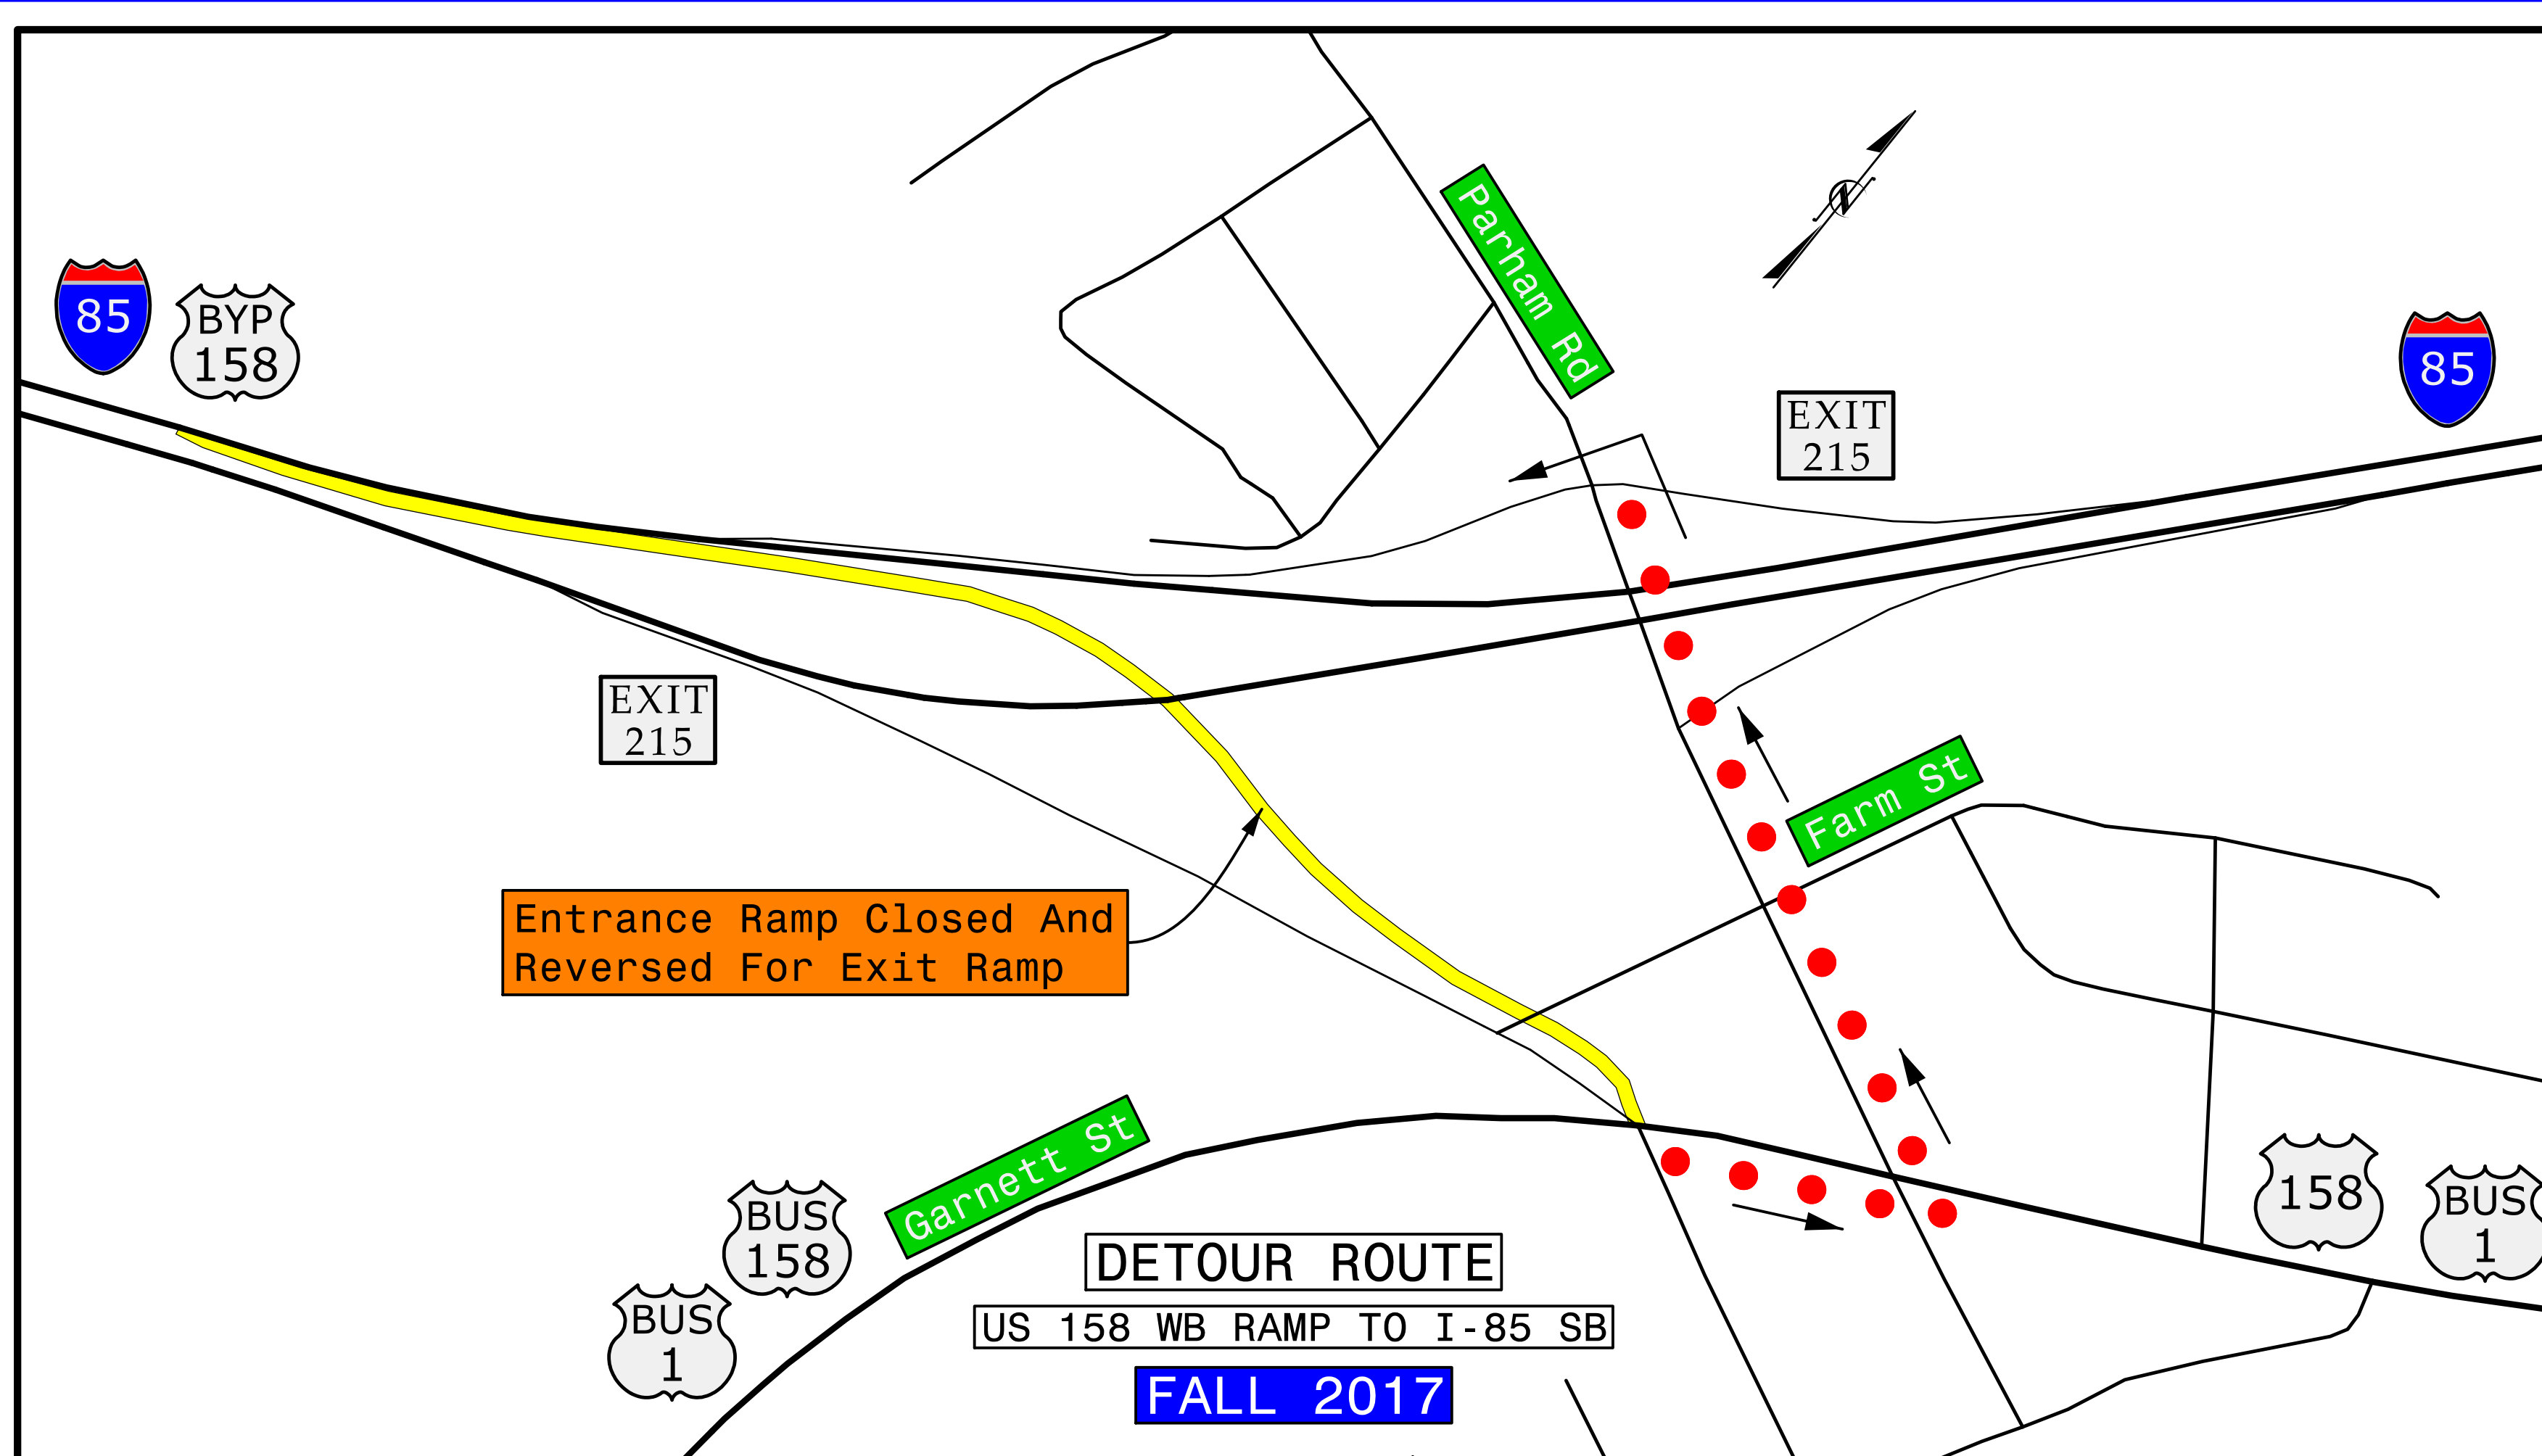 N
Parham Rd
85
BYP
158
85
EXIT
215
EXIT
215
Farm St
Entrance Ramp Closed And
Reversed For Exit Ramp
Garnett St
BUS
158
158
BUS
1
BUS
1
DETOUR ROUTE
US 158 WB RAMP TO I-85 SB
FALL 2017